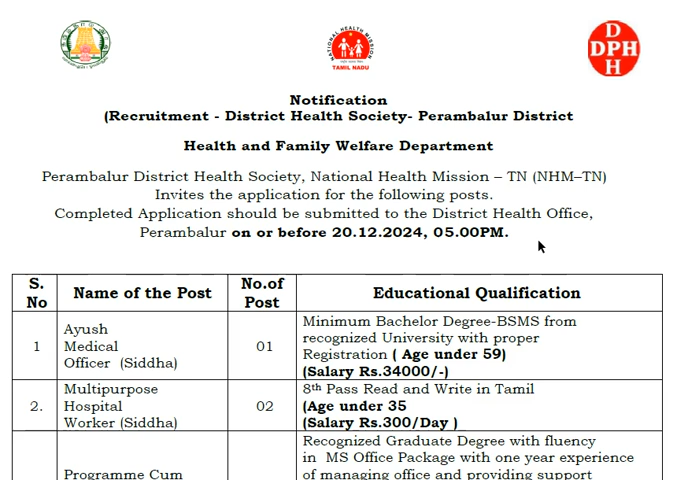 NATIONAL HEALTH MISSION
TAMIL NADU
D
DPH
H
Notification
(Recruitment - District Health Society- Perambalur District
Health and Family Welfare Department
Perambalur District Health Society, National Health Mission – TN (NHM–TN)
Invites the application for the following posts.
Completed Application should be submitted to the District Health Office,
Perambalur on or before 20.12.2024, 05.00PM.
S. No
Name of the Post
No.of Post
Educational Qualification
1
Ayush
Medical
Officer (Siddha)
01
Minimum Bachelor Degree-BSMS from
recognized University with proper
Registration ( Age under 59)
(Salary Rs.34000/-)
2.
Multipurpose
Hospital
Worker (Siddha)
02
8th Pass Read and Write in Tamil
(Age under 35
(Salary Rs.300/Day )
Programme Cum
Recognized Graduate Degree with fluency
in MS Office Package with one year experience
of managing office and providing support